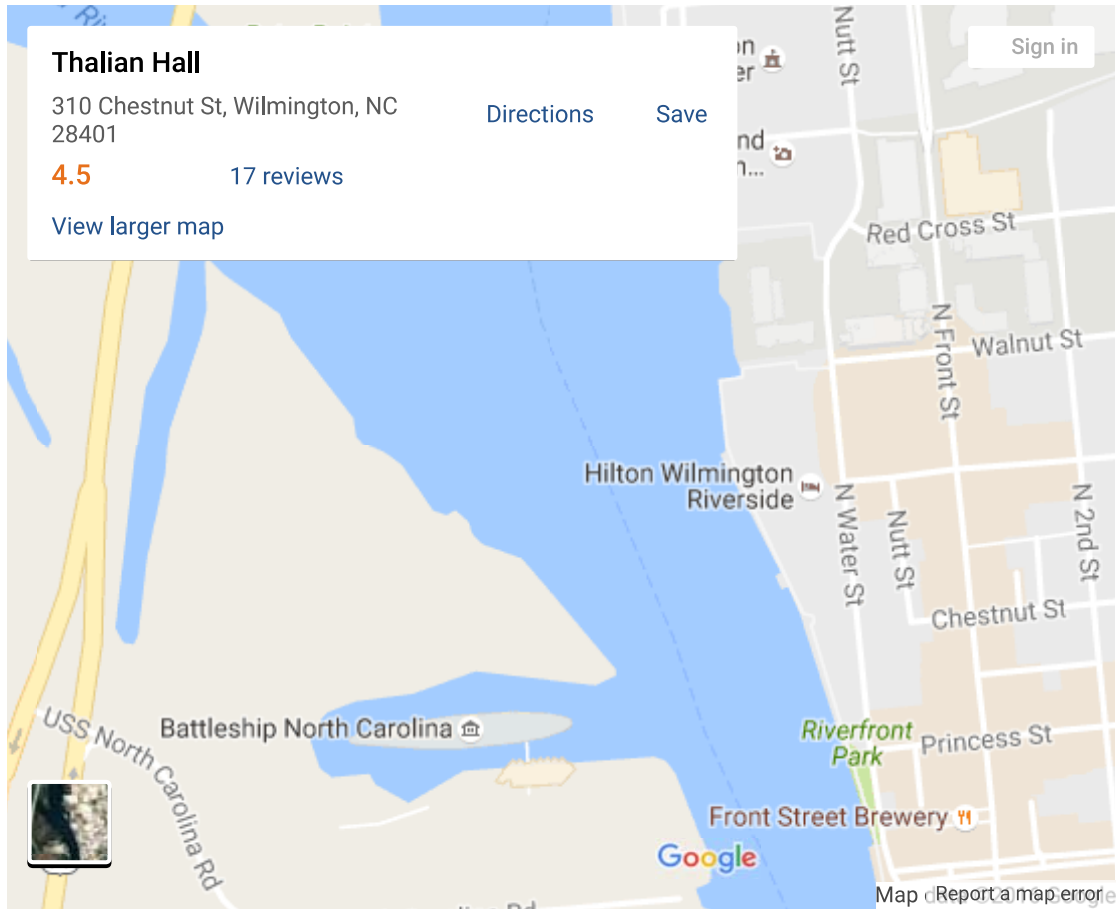 Thalian Hall
310 Chestnut St, Wilmington, NC
28401
Directions
Save
4.5
17 reviews
View larger map
Sign in
Nutt St
Red Cross St
N Front St
Walnut St
Hilton Wilmington
Riverside
N Water St
Nutt St
N 2nd St
Chestnut St
Battleship North Carolina
USS North Carolina Rd
Riverfront
Park
Princess St
Front Street Brewery
Google
Map
Report a map error